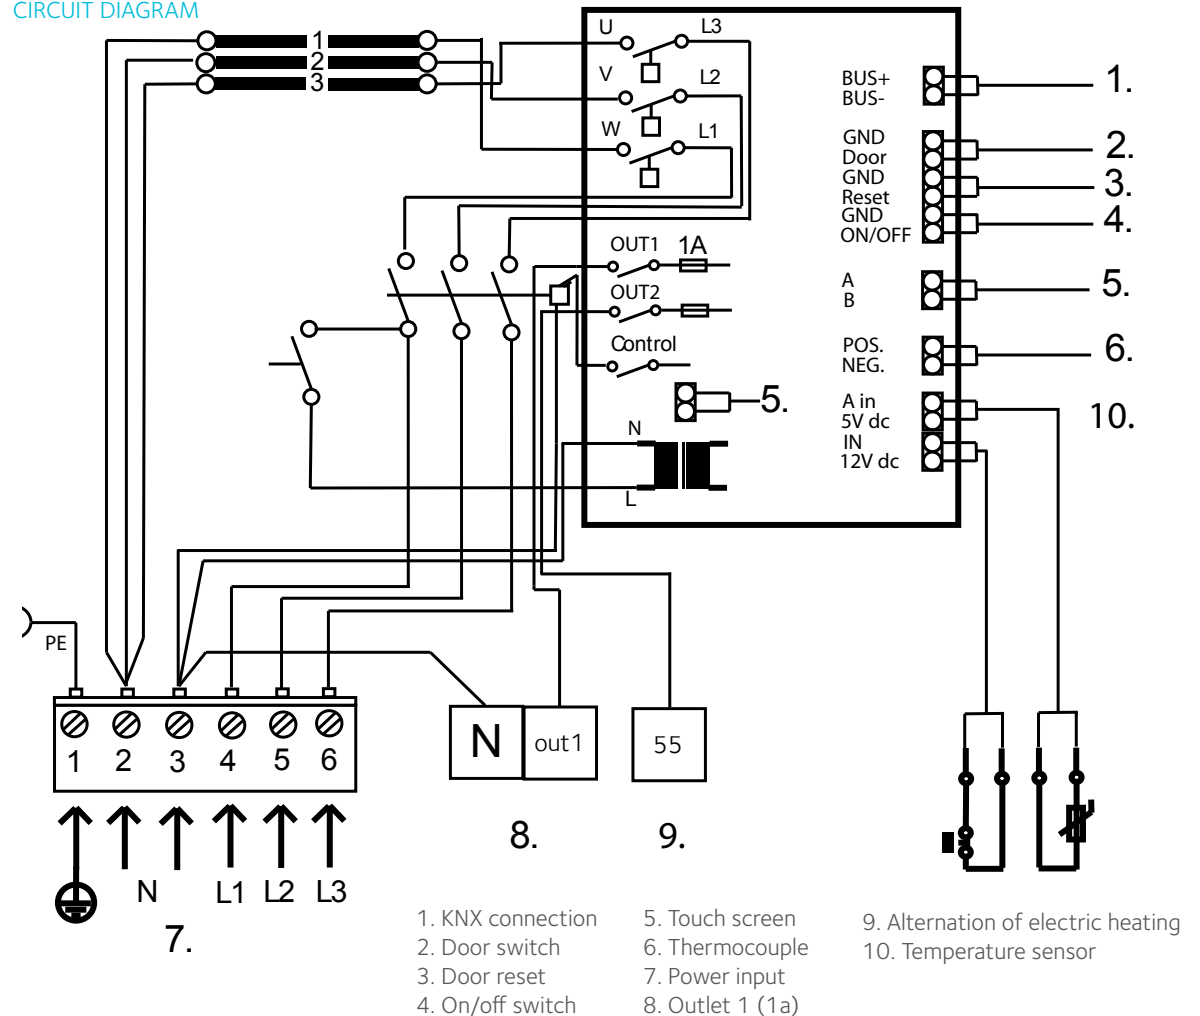 CIRCUIT DIAGRAM
1
2
3
U
L3
V
L2
W
L1
OUT1
1A
OUT2
Control
5.
N
L
BUS+
BUS-
1.
GND
Door
2.
GND
Reset
3.
GND
ON/OFF
4.
A
B
5.
POS.
NEG.
6.
A in
5V dc
10.
IN
12V dc
PE
1 2 3 4 5 6
N L1 L2 L3
7.
N
out1
8.
55
9.
1. KNX connection
2. Door switch
3. Door reset
4. On/off switch
5. Touch screen
6. Thermocouple
7. Power input
8. Outlet 1 (1a)
9. Alternation of electric heating
10. Temperature sensor